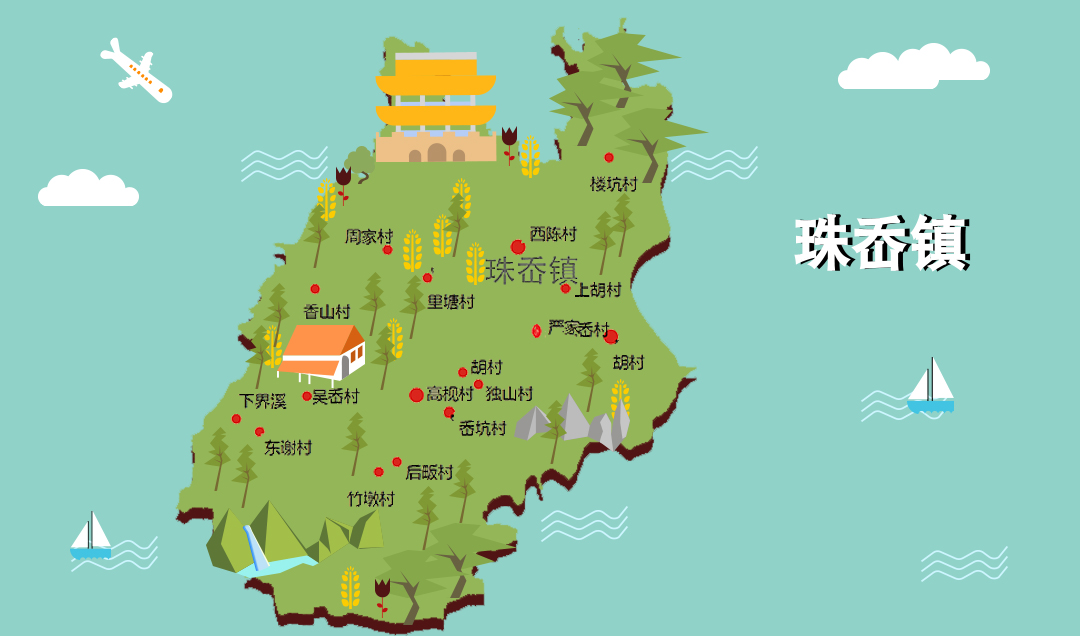 楼坑村
珠岙镇
周家村
西陈村
珠岙镇
上胡村
里塘村
香山村
严家岙村
胡村
胡村
高枧村
独山村
下界溪
吴岙村
岙坑村
东谢村
后畈村
竹墩村